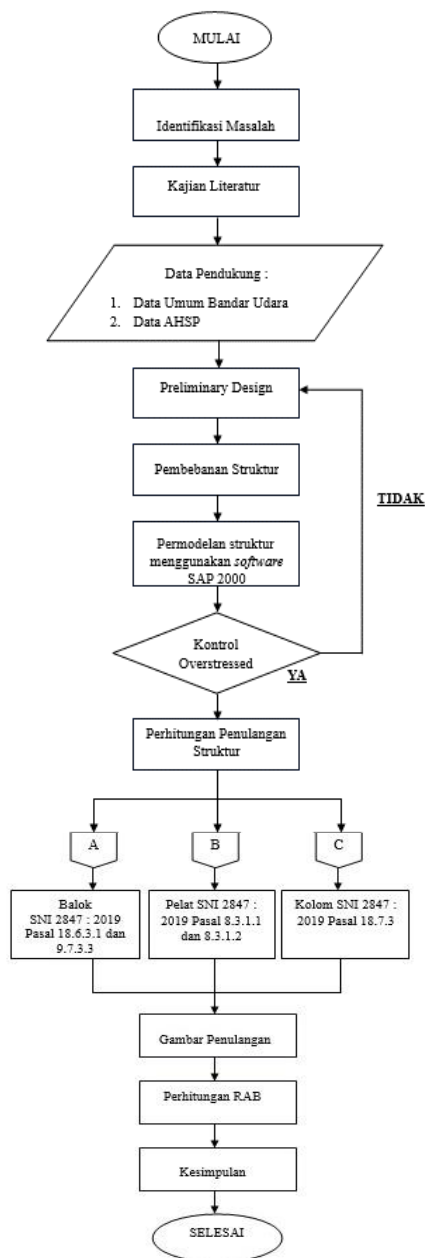 MULAI
Identifikasi Masalah
Kajian Literatur
Data Pendukung :
1. Data Umum Bandar Udara
2. Data AHSP
Preliminary Design
Pembebanan Struktur
TIDAK
Permodelan struktur
menggunakan software
SAP 2000
Kontrol
Overstressed
YA
Perhitungan Penulangan
Struktur
A
B
C
Balok
SNI 2847 : 2019
Pasal 18.6.3.1 dan
9.7.3.3
Pelat SNI 2847 :
2019 Pasal 8.3.1.1
dan 8.3.1.2
Kolom SNI 2847 :
2019 Pasal 18.7.3
Gambar Penulangan
Perhitungan RAB
Kesimpulan
SELESAI